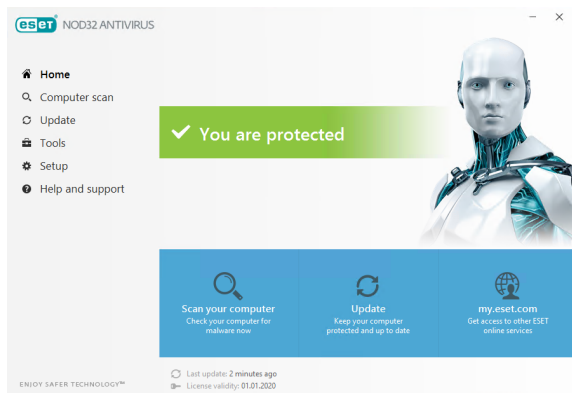 eset NOD32 ANTIVIRUS
Home
Computer scan
Update
Tools
Setup
Help and support
You are protected
Scan your computer
Check your computer for
malware now
Update
Keep your computer
protected and up to date
my.eset.com
Get access to other ESET
online services
Last update: 2 minutes ago
License validity: 01.01.2020
ENJOY SAFER TECHNOLOGY™